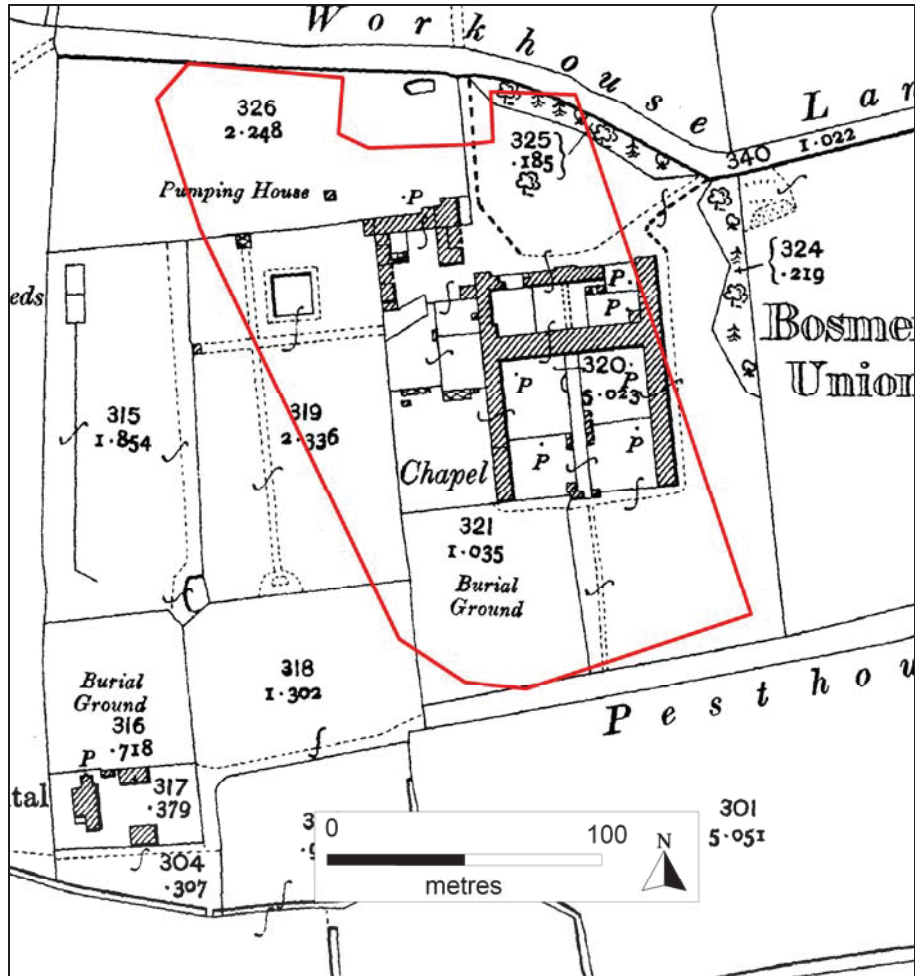 Workhouse Lan
326
2.248
325
.185
340
1.022
Pumping House
P
324
.219
eds
P
P
Bosme
Union
315
1.854
319
2.336
320
5.023
P
P
Chapel
P
P
321
1.035
Burial
Ground
318
1.302
Burial
Ground
316
.718
P
317
.379
tal
304
.307
Pesthou
301
5.051
0
100
metres
N